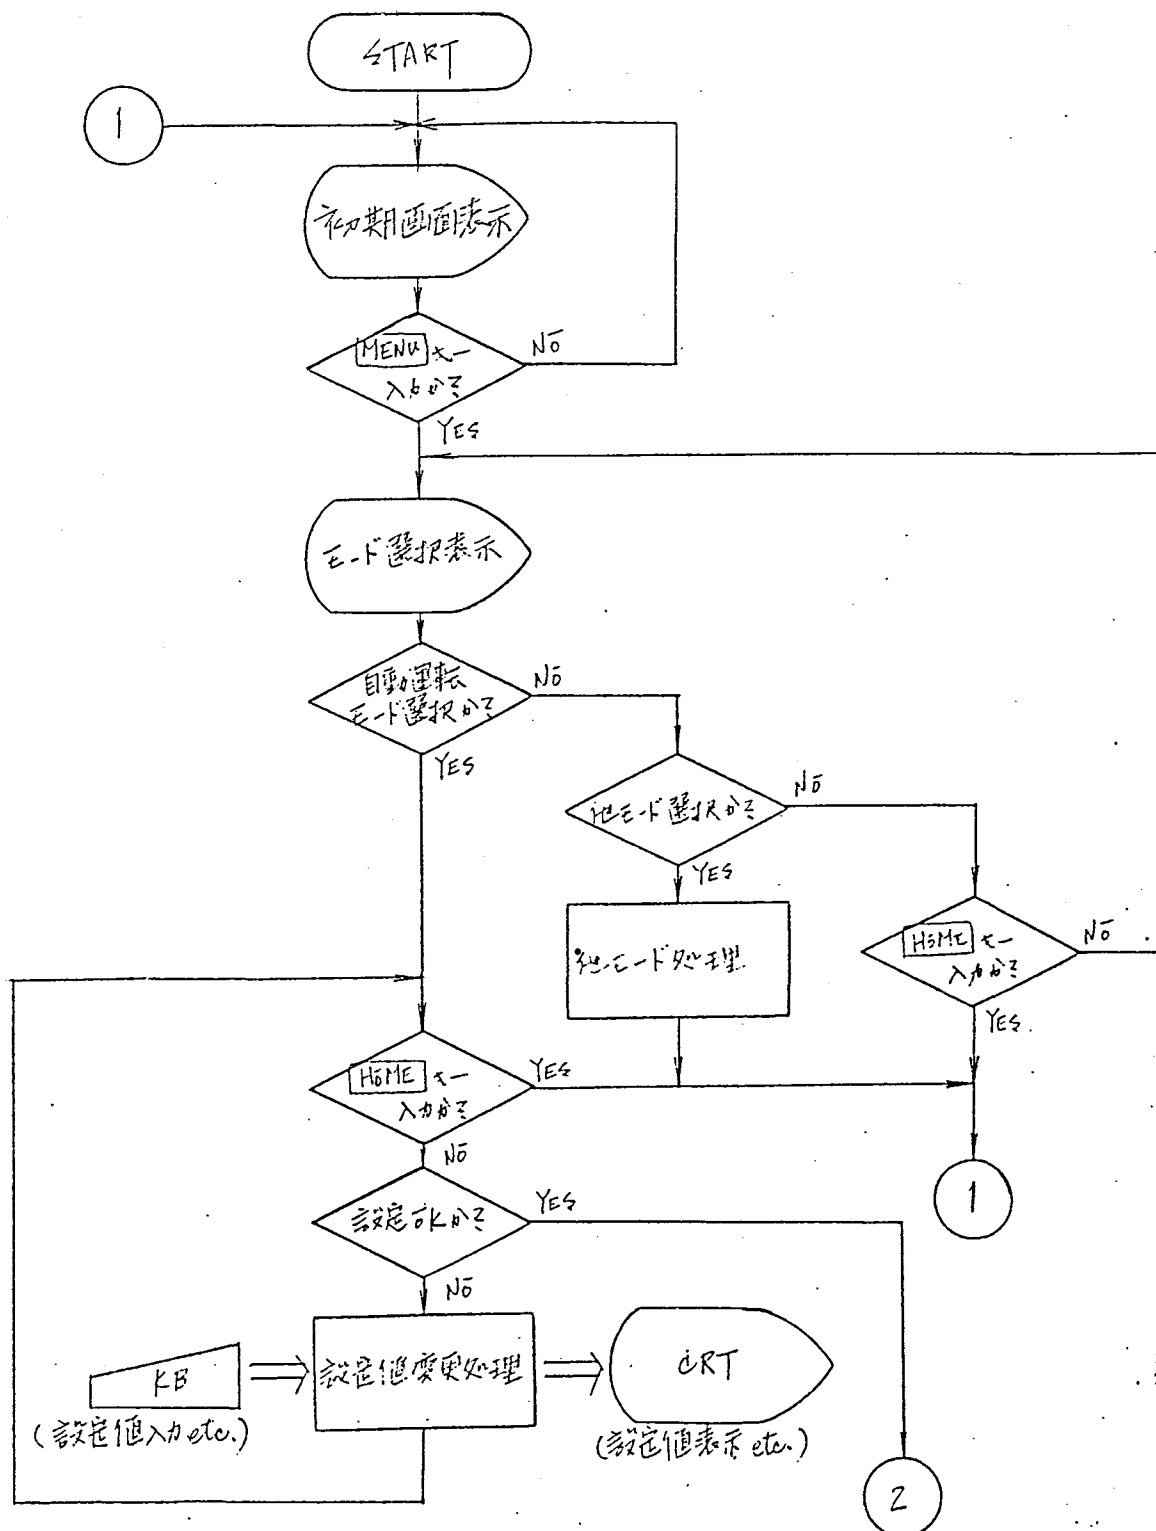 START
1
初期画面表示
MENU キー
入力か?
NO
YES
モード選択表示
自動運転
モード選択か?
NO
YES
他モード選択か?
NO
YES
他モード処理
HOME キー
入力か?
NO
YES
HOME キー
入力か?
YES
NO
1
設定OKか?
YES
NO
KB
設定値変更処理
CRT
(設定値入力etc.)
(設定値表示 etc.)
2